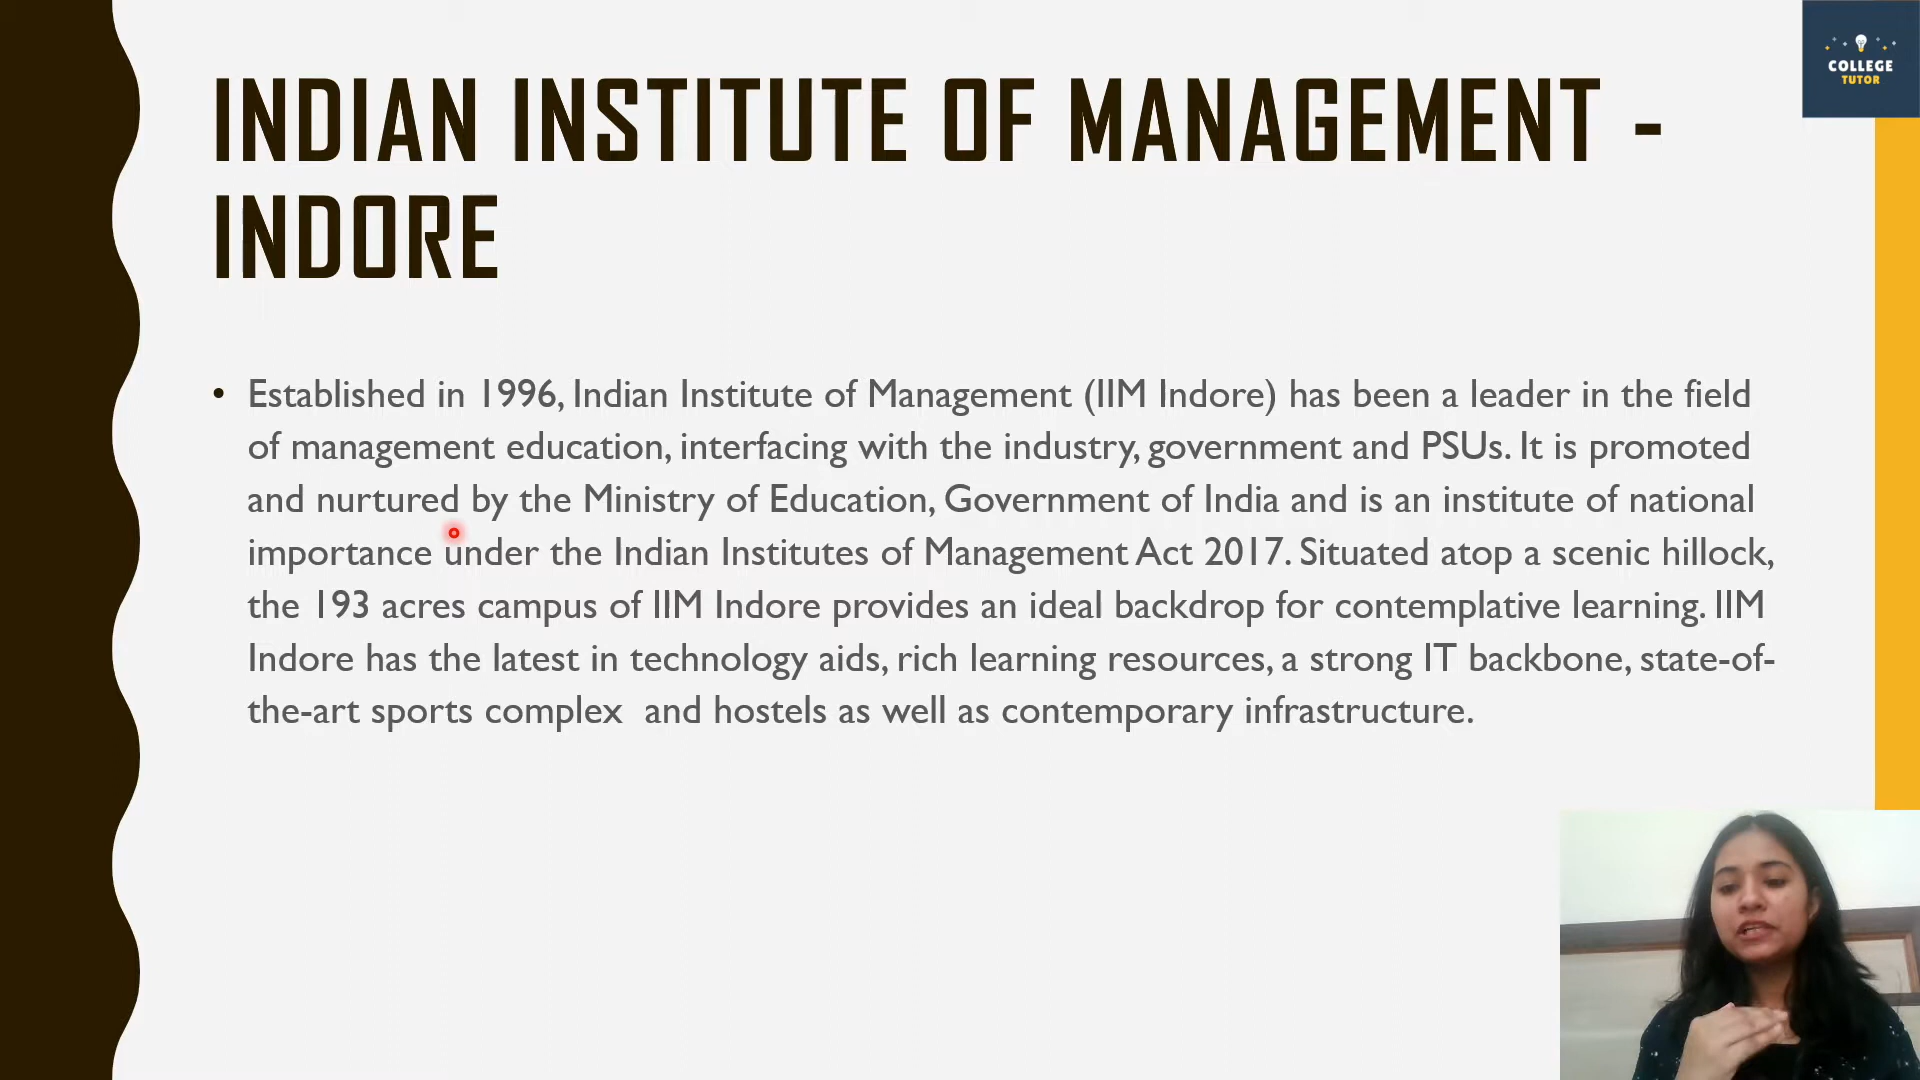 INDIAN INSTITUTE OF MANAGEMENT -
INDORE
COLLEGE
TUTOR
• Established in 1996, Indian Institute of Management (IIM Indore) has been a leader in the field
of management education, interfacing with the industry, government and PSUs. It is promoted
and nurtured by the Ministry of Education, Government of India and is an institute of national
importance under the Indian Institutes of Management Act 2017. Situated atop a scenic hillock,
the 193 acres campus of IIM Indore provides an ideal backdrop for contemplative learning. IIM
Indore has the latest in technology aids, rich learning resources, a strong IT backbone, state-of-
the-art sports complex  and hostels as well as contemporary infrastructure.